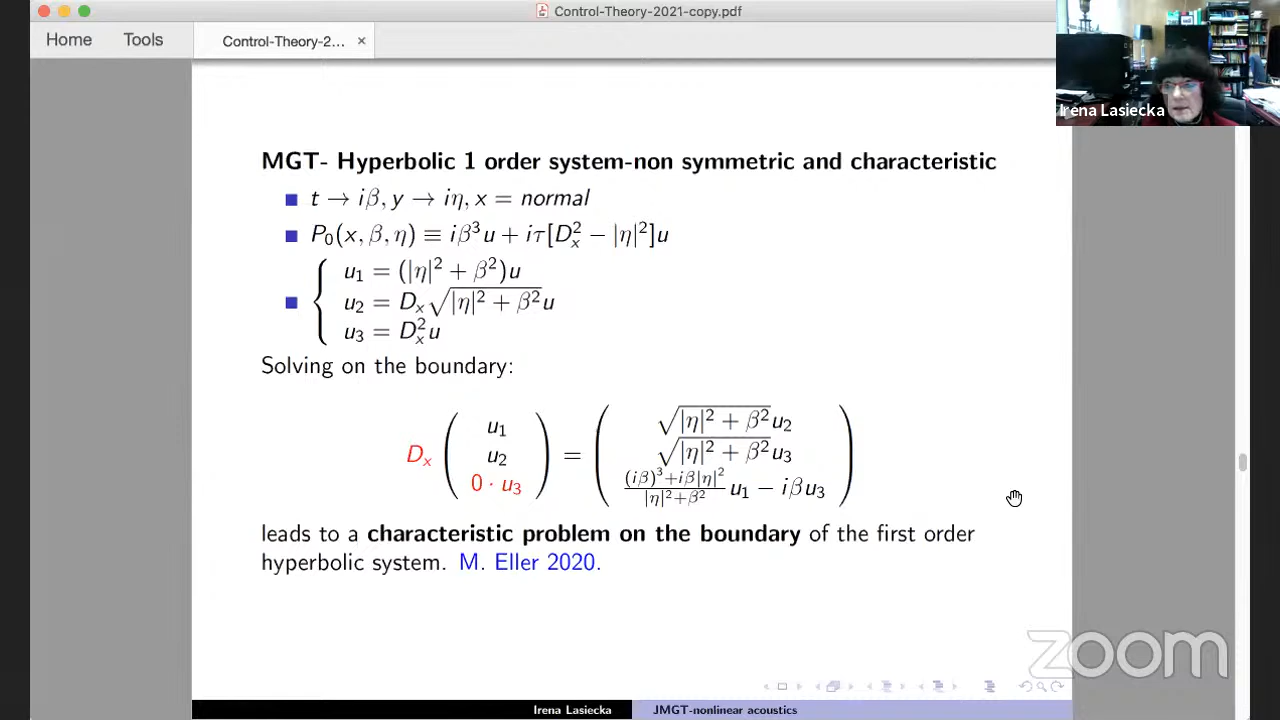 Control-Theory-2021-copy.pdf
Home Tools Control-Theory-2... ×
Irena Lasiecka
MGT- Hyperbolic 1 order system-non symmetric and characteristic
t → iβ, y → iη, x = normal
P₀(x, β, η) ≡ iβ³u + iτ[D²ₓ − |η|²]u
u₁ = (|η|² + β²)u
u₂ = Dₓ√(|η|² + β²)u
u₃ = D²ₓu
Solving on the boundary:
Dₓ ( u₁ u₂ 0 · u₃ ) = ( √(|η|² + β²)u₂ √(|η|² + β²)u₃ ((iβ)³+iβ|η|²)/(|η|²+β²) u₁ − iβu₃ )
leads to a characteristic problem on the boundary of the first order
hyperbolic system. M. Eller 2020.
zoom
Irena Lasiecka JMGT-nonlinear acoustics